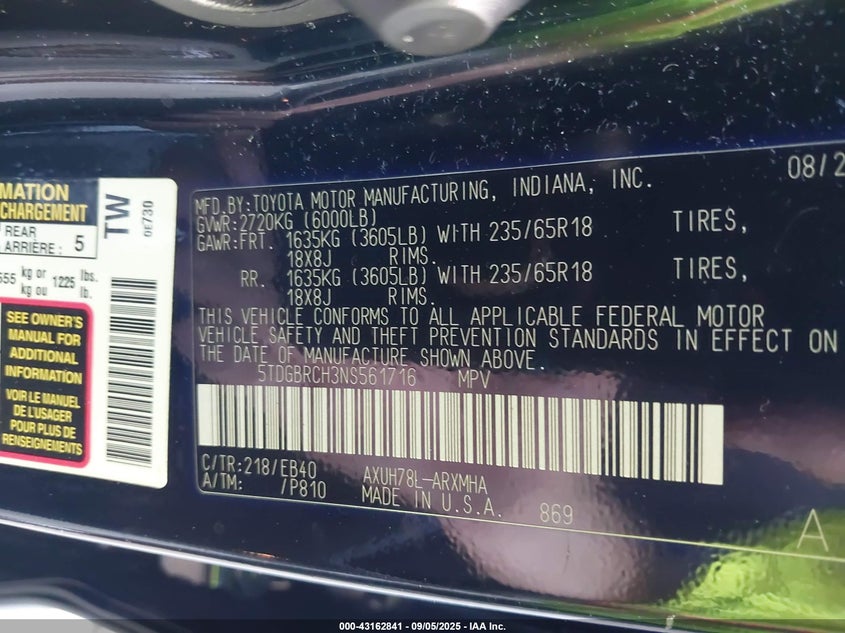 MATION
CHARGEMENT
REAR
ARRIÈRE : 5
TW
0E730
555 kg or 1225 lbs.
kg ou lb.
SEE OWNER'S
MANUAL FOR
ADDITIONAL
INFORMATION
VOIR LE MANUEL
DE L'USAGER
POUR PLUS DE
RENSEIGNEMENTS
MFD.BY:TOYOTA MOTOR MANUFACTURING, INDIANA, INC. 08/2
GVWR:2720KG (6000LB)
GAWR:FRT. 1635KG (3605LB) WITH 235/65R18 TIRES,
18X8J RIMS.
RR. 1635KG (3605LB) WITH 235/65R18 TIRES,
18X8J RIMS.
THIS VEHICLE CONFORMS TO ALL APPLICABLE FEDERAL MOTOR
VEHICLE SAFETY AND THEFT PREVENTION STANDARDS IN EFFECT ON
THE DATE OF MANUFACTURE SHOWN ABOVE.
5TDGBRCH3NS561716 MPV
C/TR:218/EB40 AXUH78L-ARXMHA
A/TM: /P810 MADE IN U.S.A. 869
A
000-43162841 - 09/05/2025 - IAA Inc.